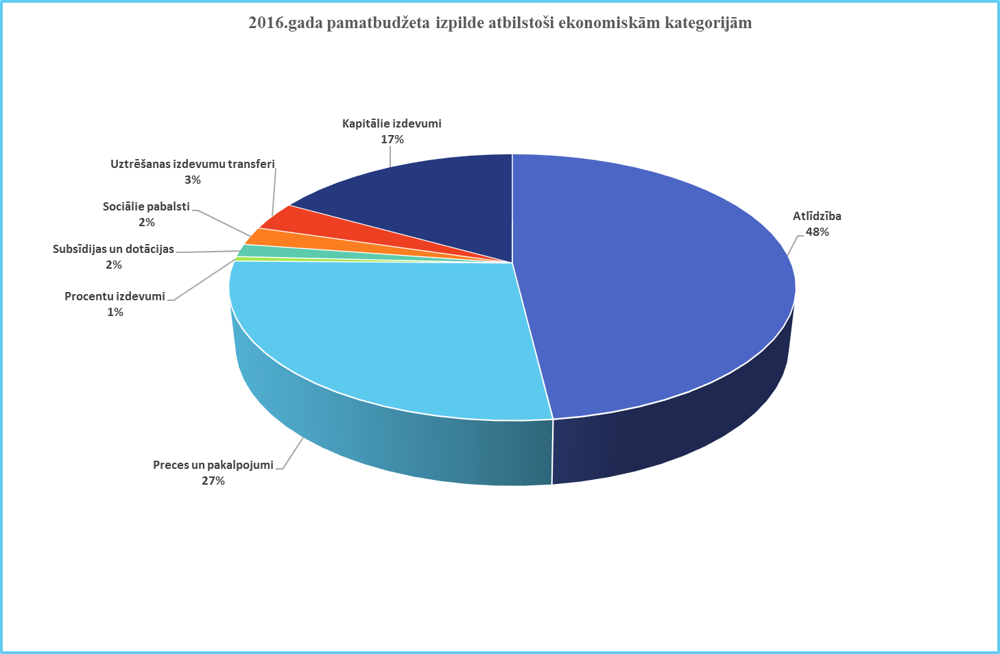 2016.gada pamatbudžeta izpilde atbilstoši ekonomiskām kategorijām
Kapitālie izdevumi
17%
Uztrēšanas izdevumu transferi
3%
Sociālie pabalsti
2%
Atlīdzība
48%
Subsīdijas un dotācijas
2%
Procentu izdevumi
1%
Preces un pakalpojumi
27%